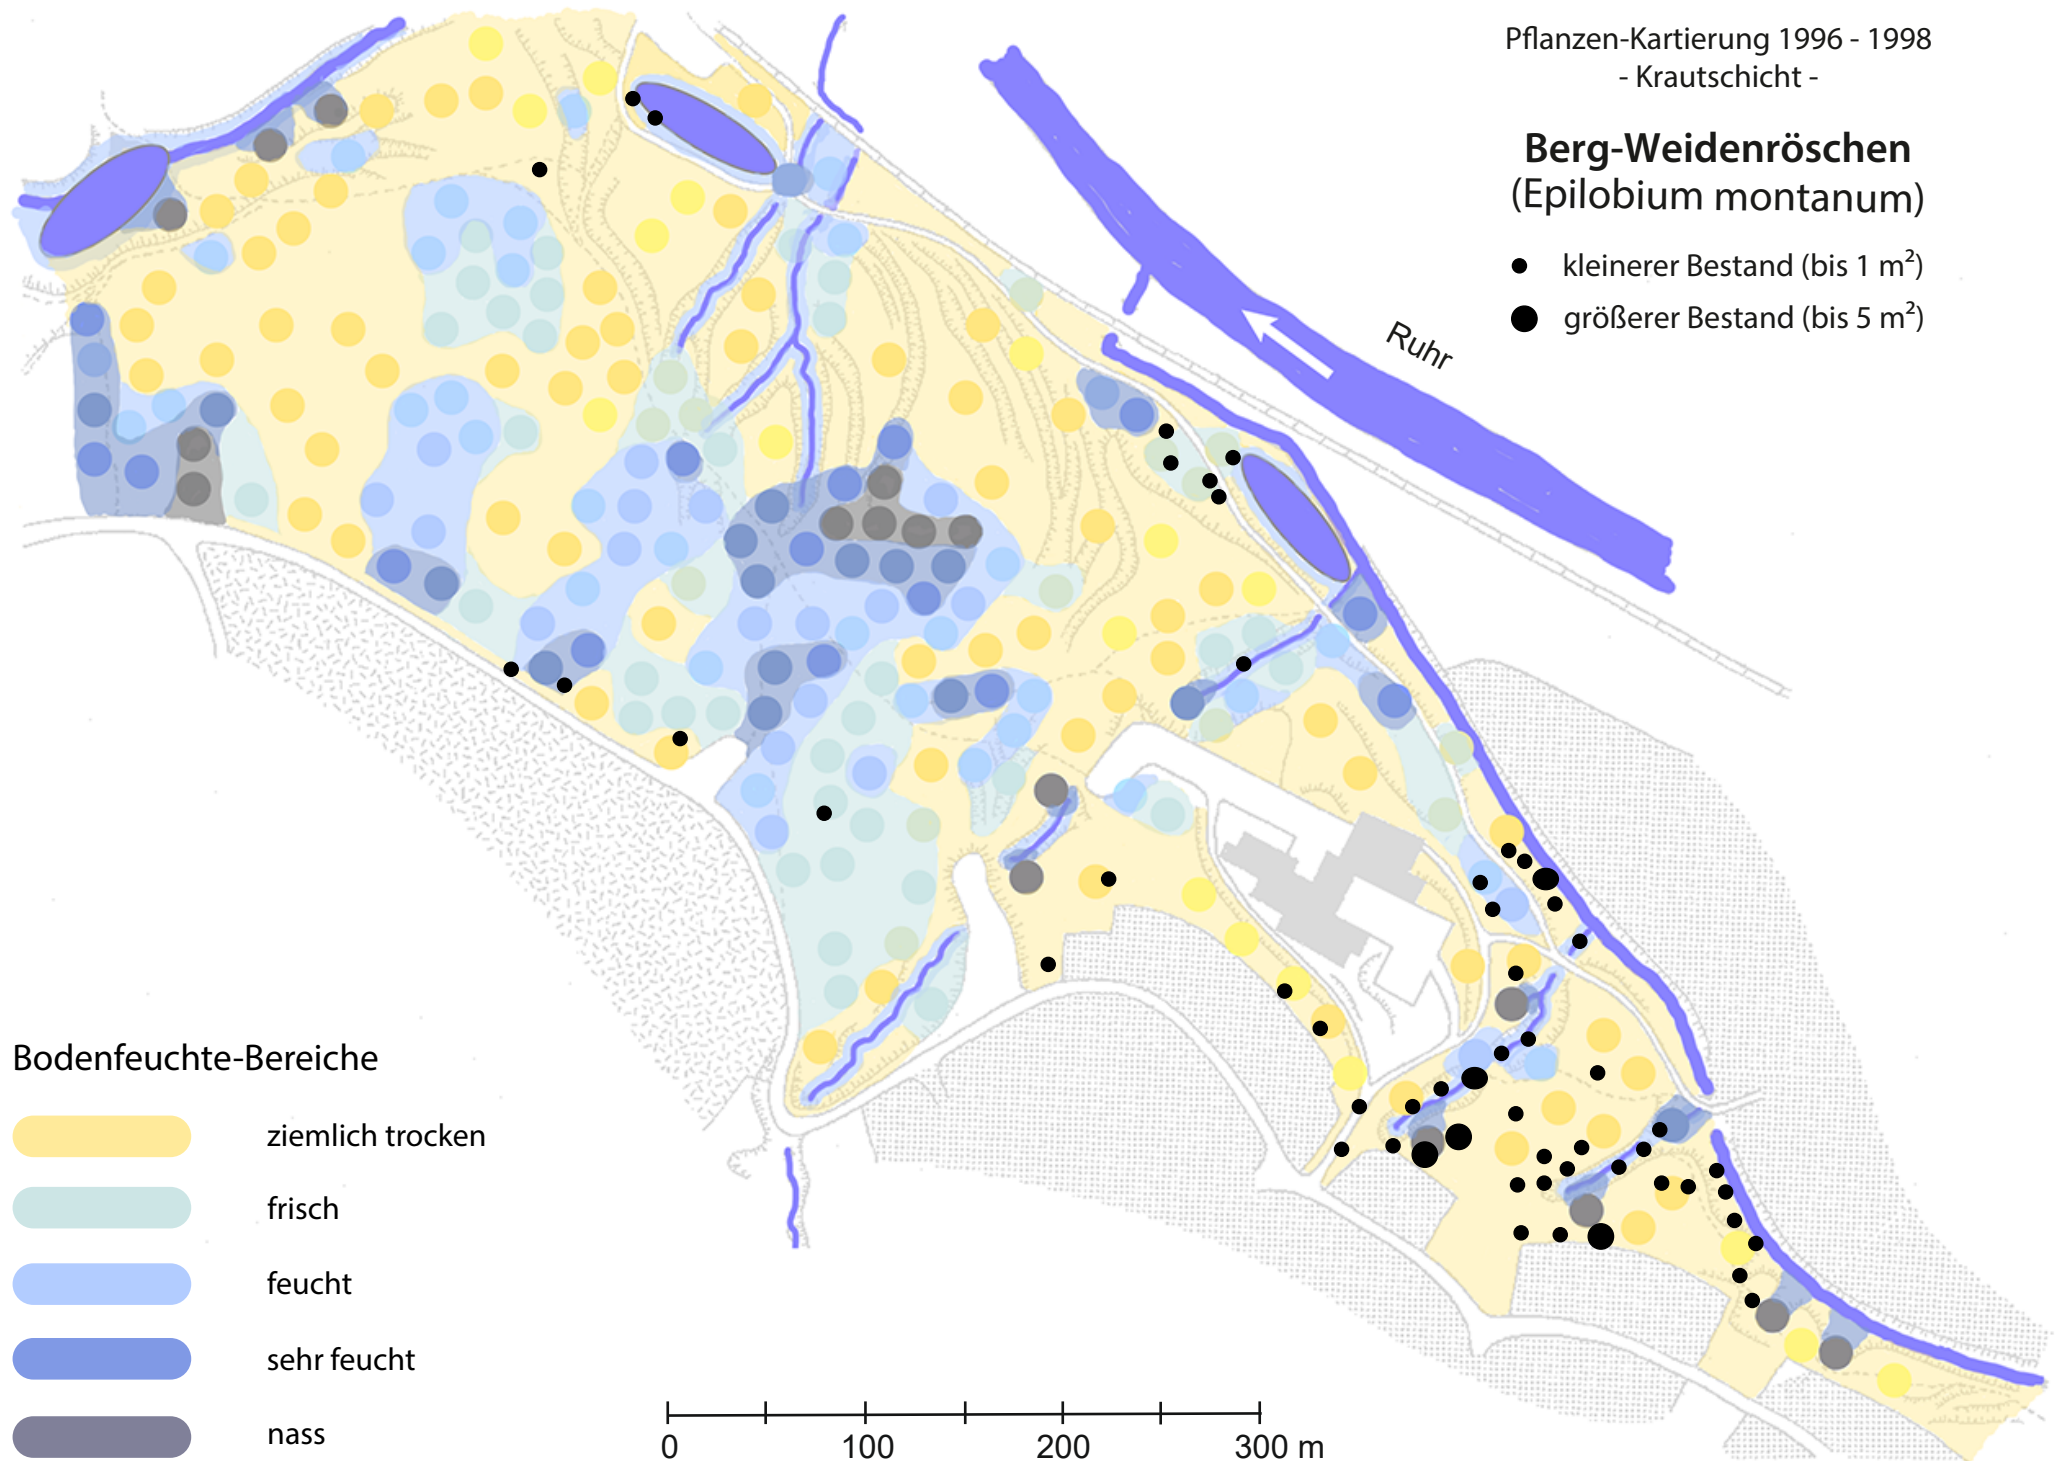 Pflanzen-Kartierung 1996 - 1998
- Krautschicht -
Berg-Weidenröschen
(Epilobium montanum)
kleinerer Bestand (bis 1 m²)
größerer Bestand (bis 5 m²)
Ruhr
Bodenfeuchte-Bereiche
ziemlich trocken
frisch
feucht
sehr feucht
nass
0 100 200 300 m